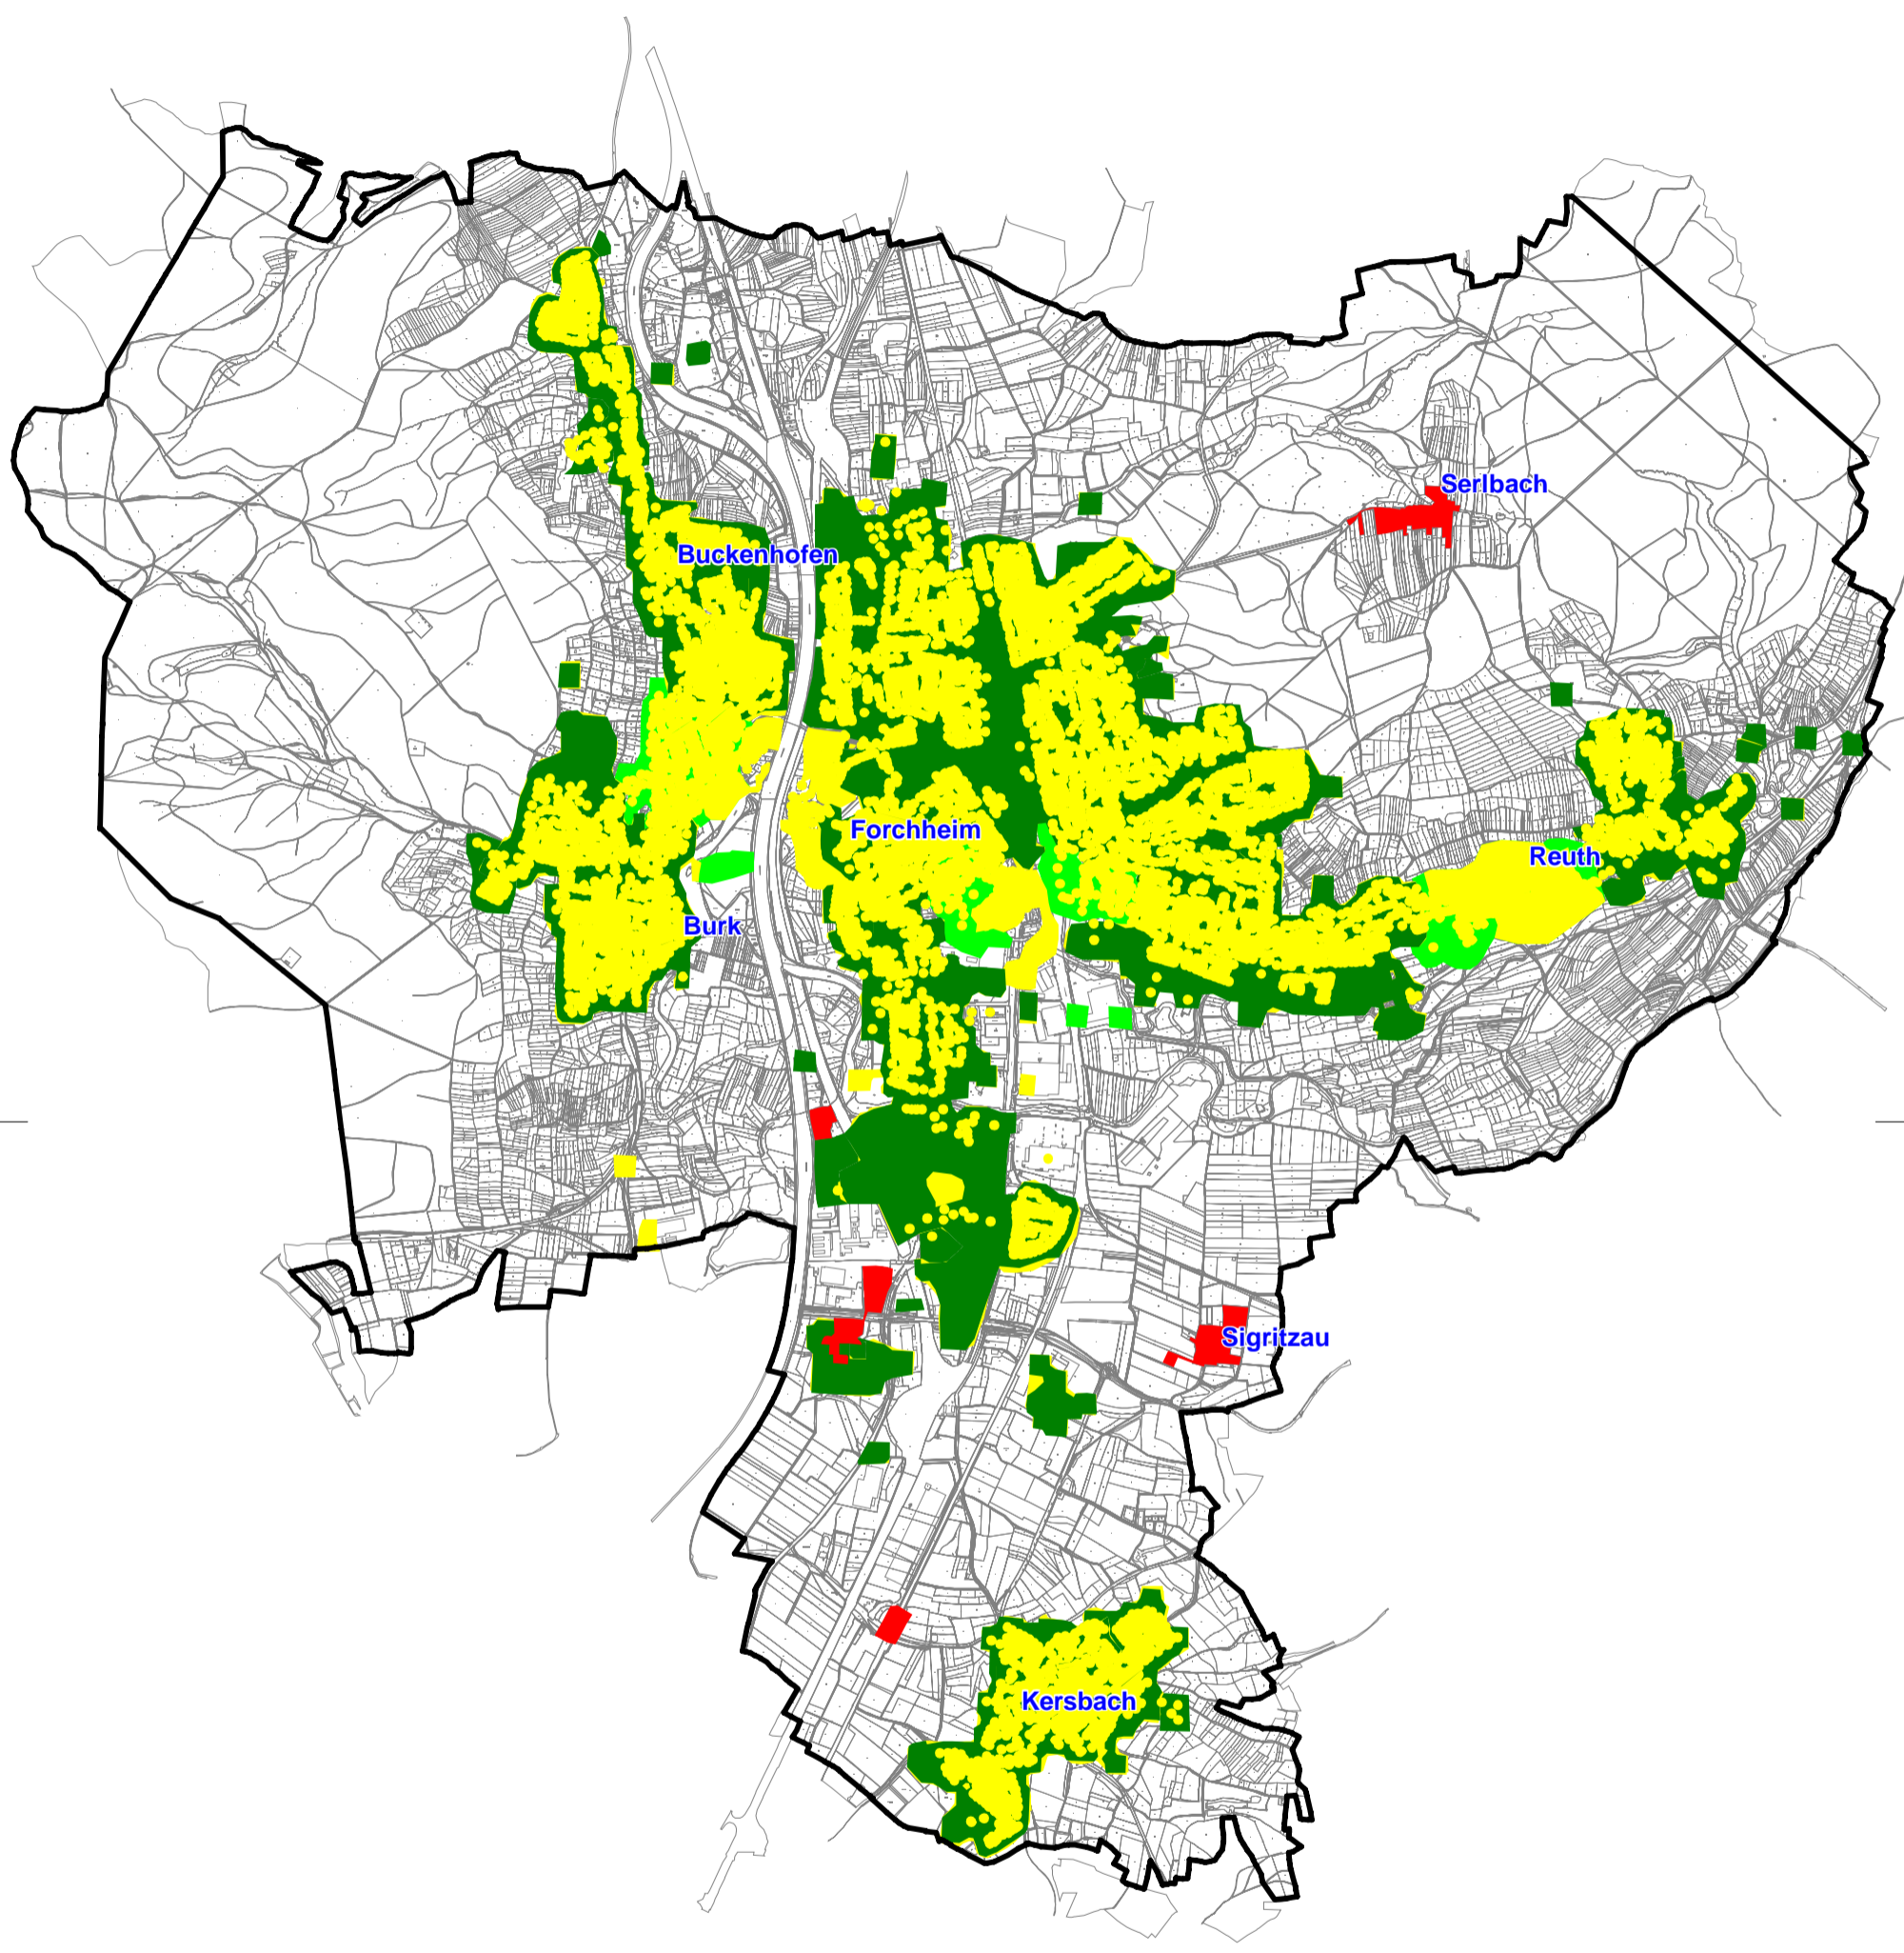 Serlbach
Buckenhofen
Forchheim
Reuth
Burk
Sigritzau
Kersbach